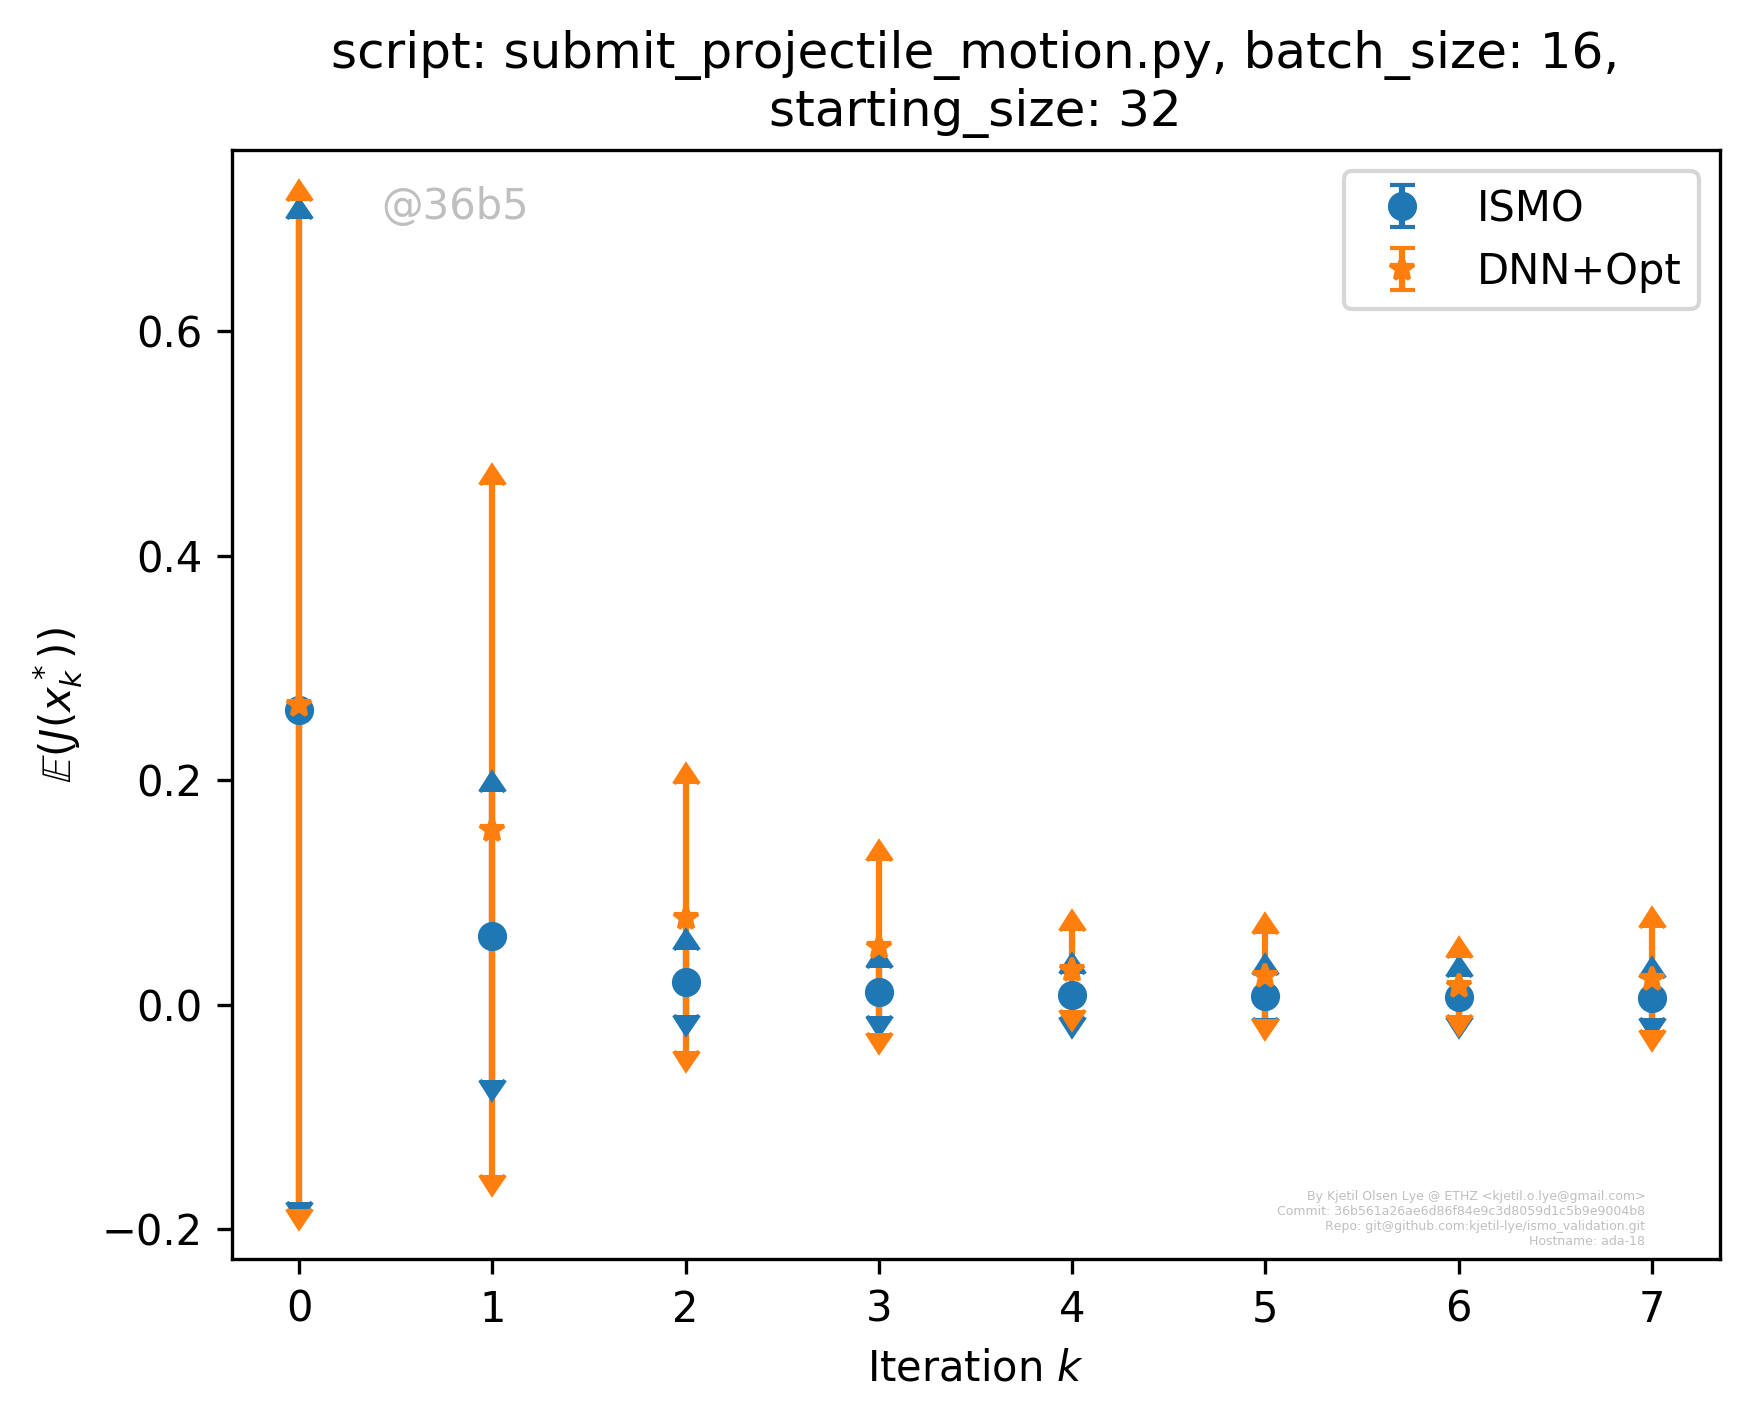 script: submit_projectile_motion.py, batch_size: 16,
starting_size: 32
@36b5
ISMO
DNN+Opt
0.6
0.4
0.2
0.0
−0.2
𝔼(J(x_k^*))
0 1 2 3 4 5 6 7
Iteration k
By Kjetil Olsen Lye @ ETHZ <kjetil.o.lye@gmail.com>
Commit: 36b561a26ae6d86f84e9c3d8059d1c5b9e9004b8
Repo: git@github.com:kjetil-lye/ismo_validation.git
Hostname: ada-18